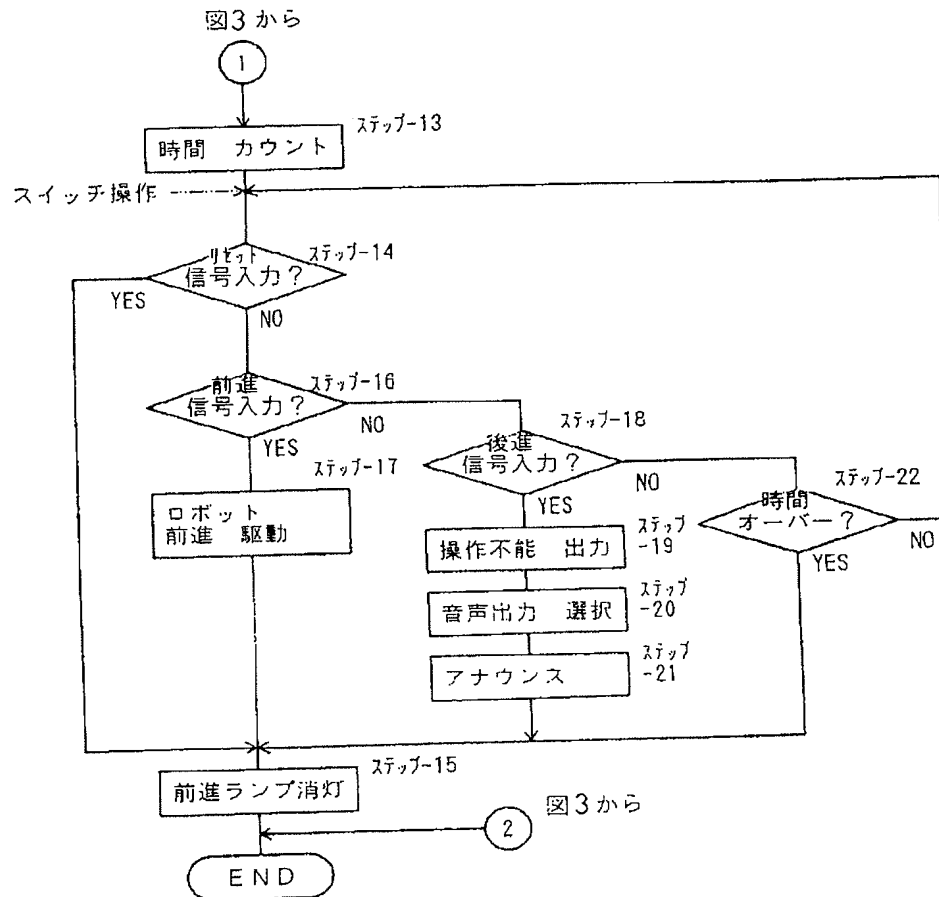 図3から
1
ステップ-13
時間 カウント
スイッチ操作
リセット
信号入力?
ステップ-14
YES
NO
前進
信号入力?
ステップ-16
NO
YES
ステップ-17
ロボット
前進 駆動
ステップ-18
後進
信号入力?
NO
YES
ステップ-22
時間
オーバー?
NO
YES
ステップ
-19
操作不能 出力
ステップ
-20
音声出力 選択
ステップ
-21
アナウンス
ステップ-15
前進ランプ消灯
図3から
2
END